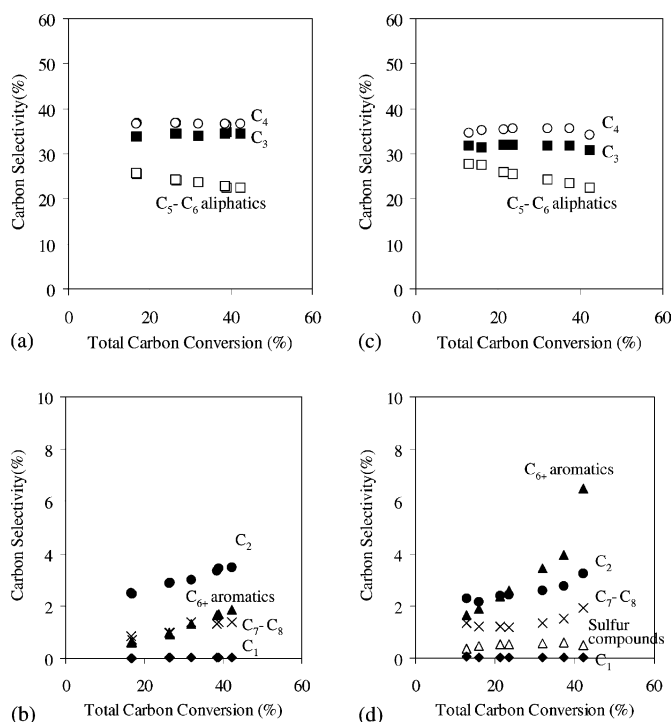 60
50
40
30
20
10
0
Carbon Selectivity(%)
C4
C3
C5- C6 aliphatics
0 20 40 60
(a) Total Carbon Conversion (%)
60
50
40
30
20
10
0
Carbon Selectivity(%)
C4
C3
C5- C6 aliphatics
0 20 40 60
(c) Total Carbon Conversion (%)
10
8
6
4
2
0
Carbon Selectivity(%)
C2
C6+ aromatics
C7- C8
C1
0 20 40 60
(b) Total Carbon Conversion (%)
10
8
6
4
2
0
Carbon Selectivity(%)
C6+ aromatics
C2
C7- C8
Sulfur
compounds
C1
0 20 40 60
(d) Total Carbon Conversion (%)